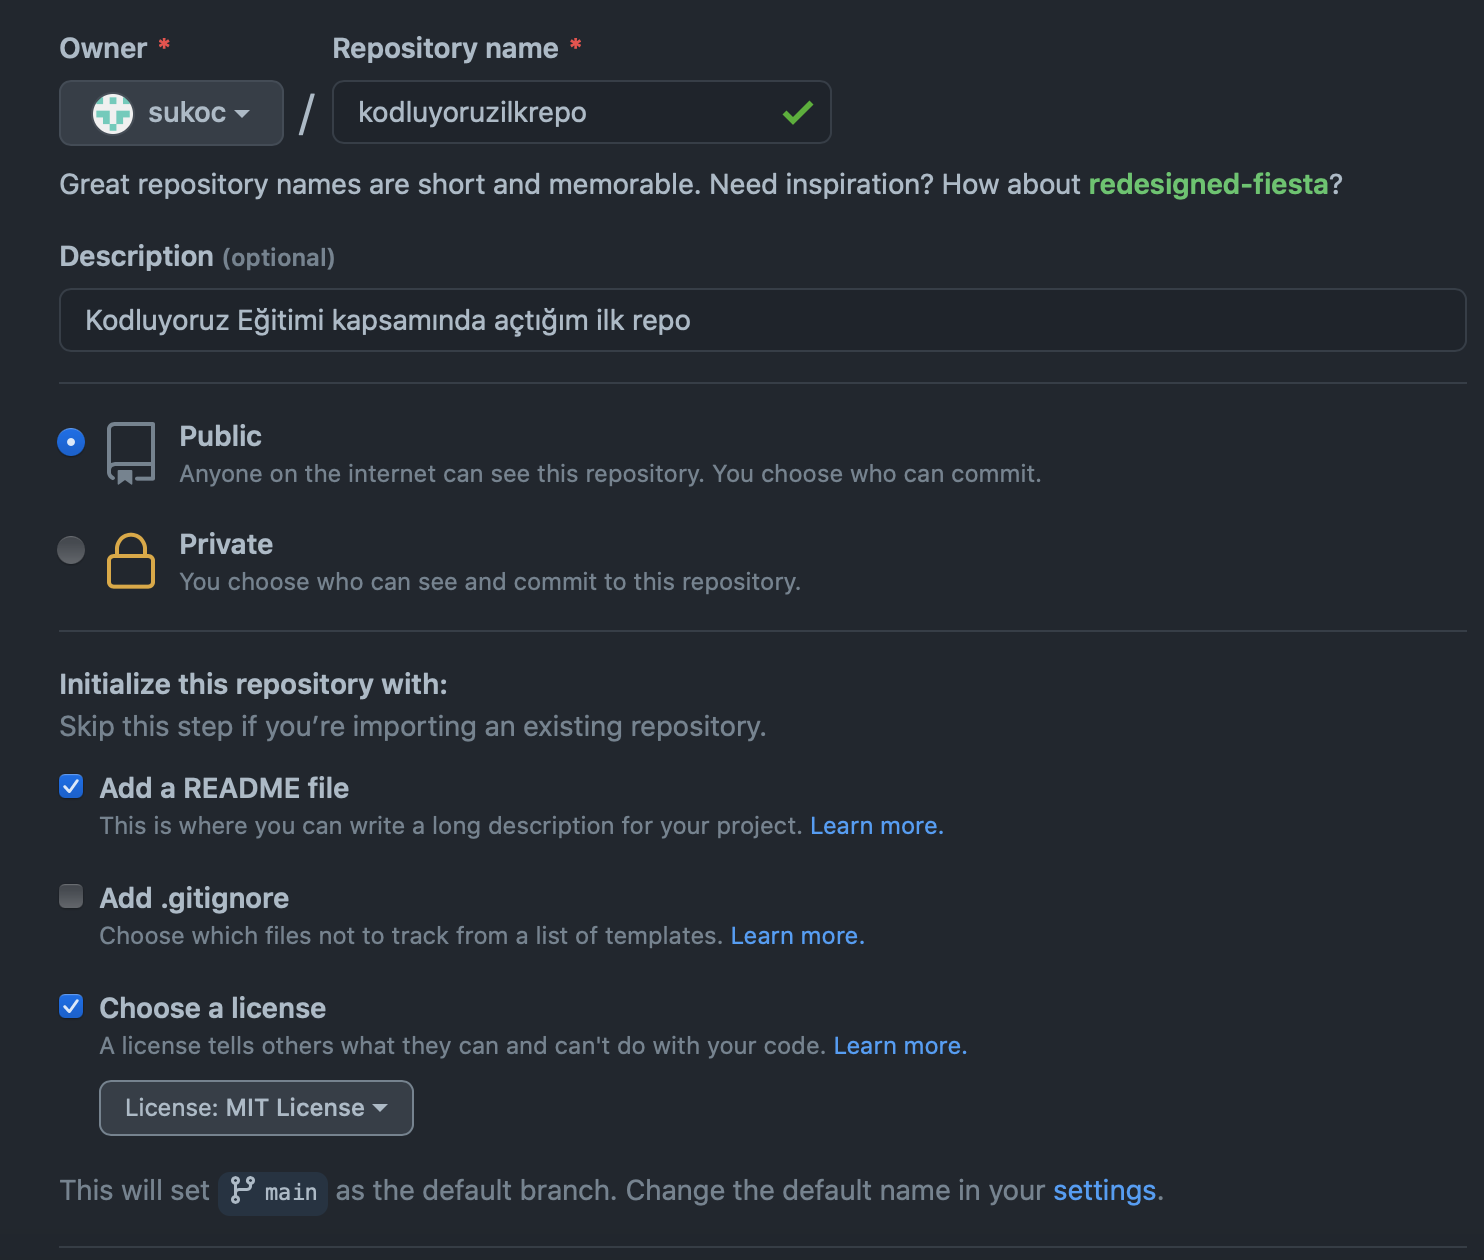 Owner * Repository name *
sukoc / kodluyoruzilkrepo
Great repository names are short and memorable. Need inspiration? How about redesigned-fiesta?
Description (optional)
Kodluyoruz Eğitimi kapsamında açtığım ilk repo
Public
Anyone on the internet can see this repository. You choose who can commit.
Private
You choose who can see and commit to this repository.
Initialize this repository with:
Skip this step if you’re importing an existing repository.
Add a README file
This is where you can write a long description for your project. Learn more.
Add .gitignore
Choose which files not to track from a list of templates. Learn more.
Choose a license
A license tells others what they can and can't do with your code. Learn more.
License: MIT License
This will set main as the default branch. Change the default name in your settings.